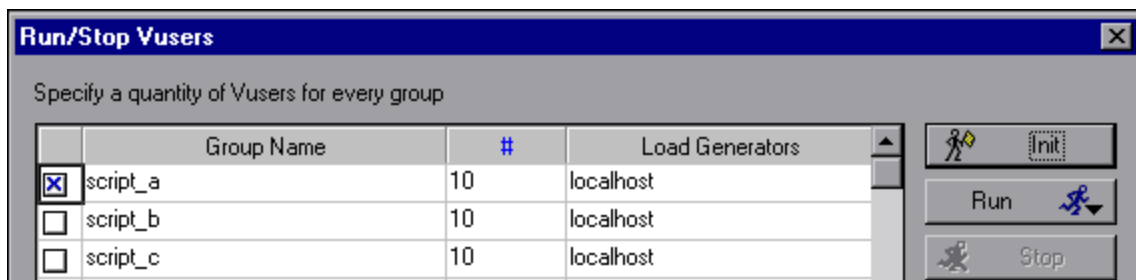 Run/Stop Vusers
Specify a quantity of Vusers for every group
Group Name # Load Generators
Init
script_a 10 localhost
Run
script_b 10 localhost
script_c 10 localhost
Stop